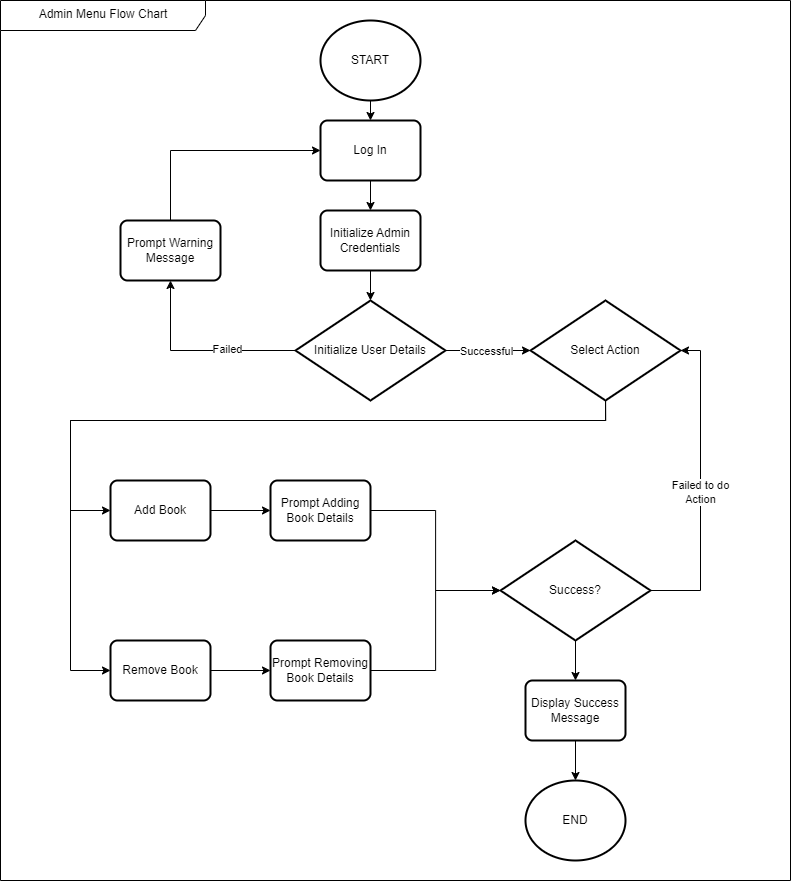 Admin Menu Flow Chart
START
Log In
Initialize Admin
Credentials
Prompt Warning
Message
Failed
Initialize User Details
Successful
Select Action
Failed to do
Action
Add Book
Prompt Adding
Book Details
Success?
Remove Book
Prompt Removing
Book Details
Display Success
Message
END